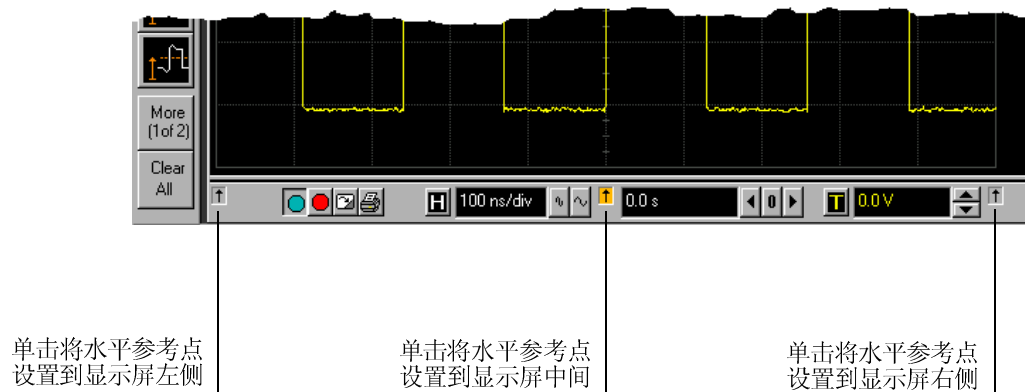 More
(1of 2)
Clear
All
H
100 ns/div
0.0 s
0
T
0.0 V
单击将水平参考点
设置到显示屏左侧
单击将水平参考点
设置到显示屏中间
单击将水平参考点
设置到显示屏右侧